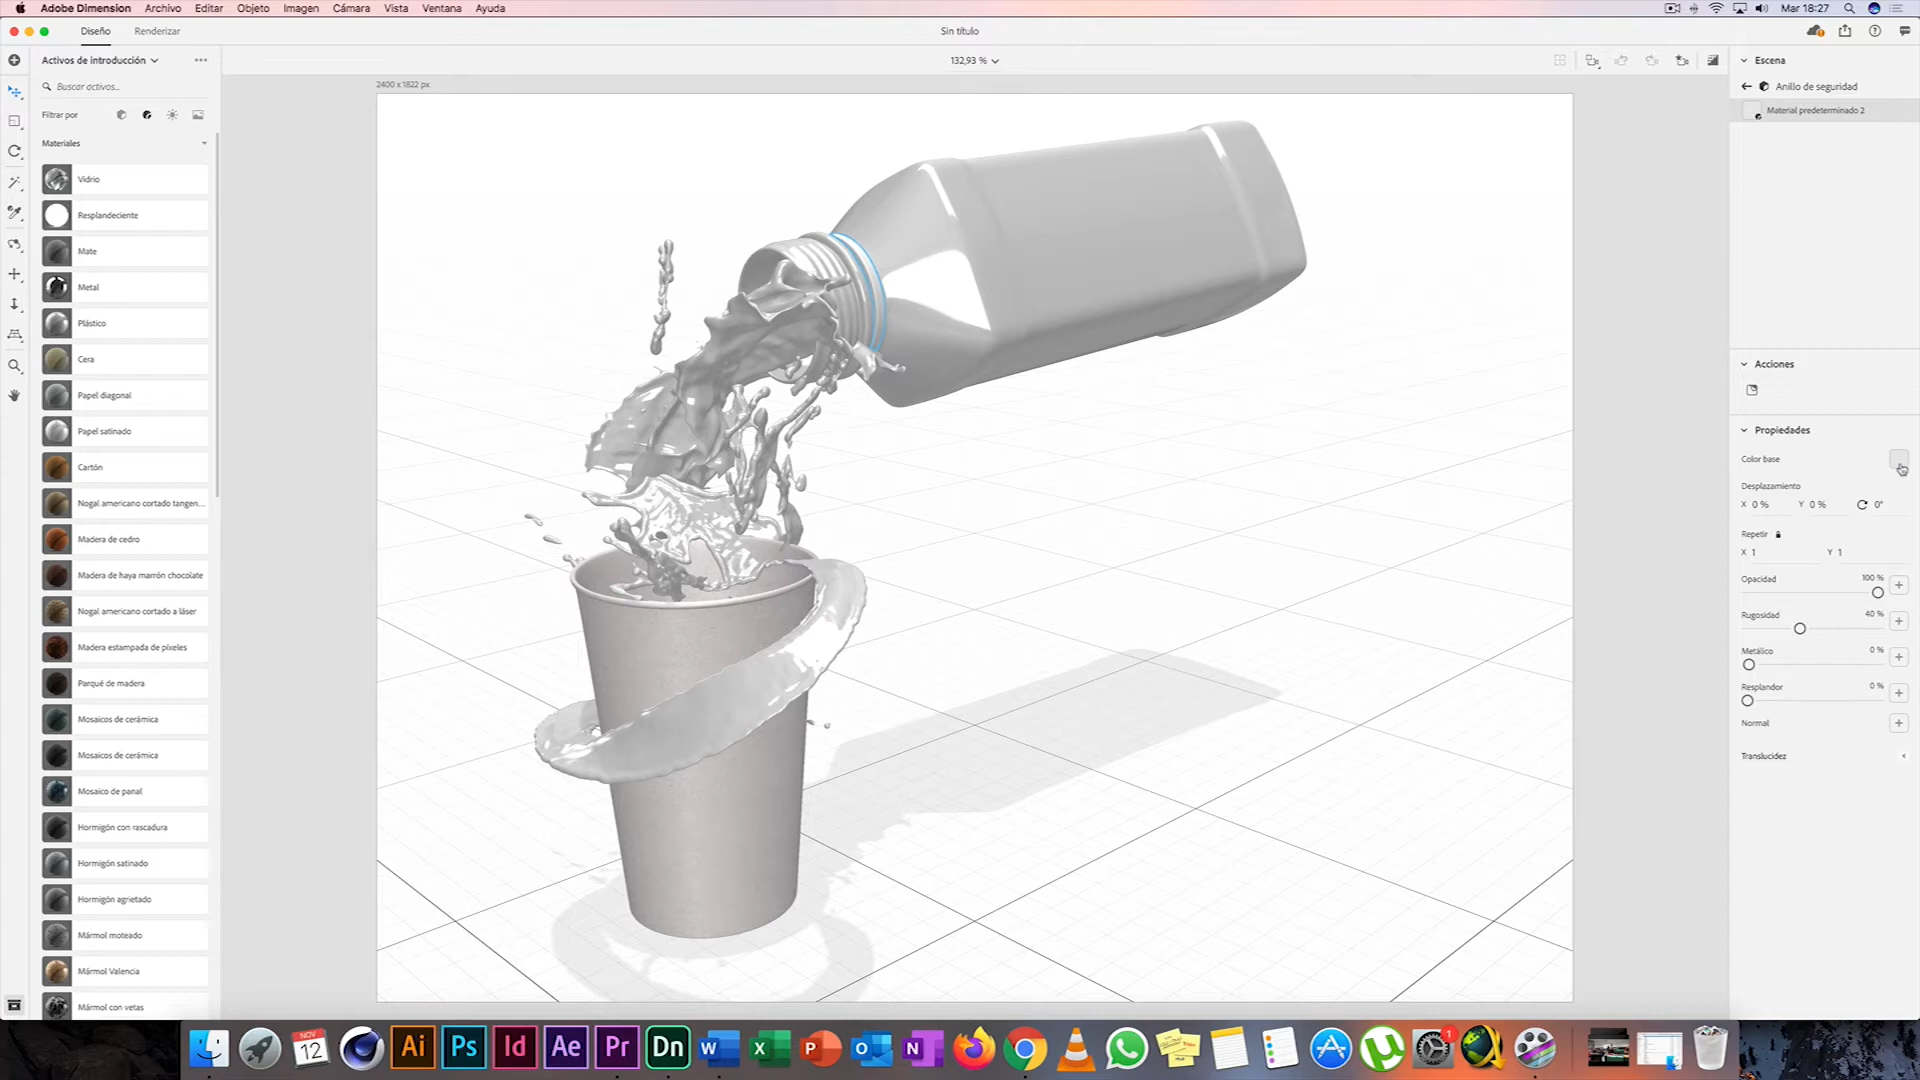 Adobe Dimension Archivo Editar Objeto Imagen Cámara Vista Ventana Ayuda Mar 18:27
Diseño Renderizar Sin título
Activos de introducción 132,93 % Escena
Buscar activos...
2400 x 1822 px
Anillo de seguridad
Material predeterminado 2
Filtrar por
Materiales
Vidrio
Resplandeciente
Mate
Metal
Plástico
Cera
Papel diagonal
Papel satinado
Cartón
Nogal americano cortado tangen...
Madera de cedro
Madera de haya marrón chocolate
Nogal americano cortado a láser
Madera estampada de píxeles
Parqué de madera
Mosaicos de cerámica
Mosaicos de cerámica
Mosaico de panal
Hormigón con rascadura
Hormigón satinado
Hormigón agrietado
Mármol moteado
Mármol Valencia
Mármol con vetas
Acciones
Propiedades
Color base
Desplazamiento
X 0 % Y 0 % 0°
Repetir
X 1 Y 1
Opacidad 100 %
Rugosidad 40 %
Metálico 0 %
Resplandor 0 %
Normal
Translucidez
NOV
12 Ai Ps Id Ae Pr Dn W X P O N 1